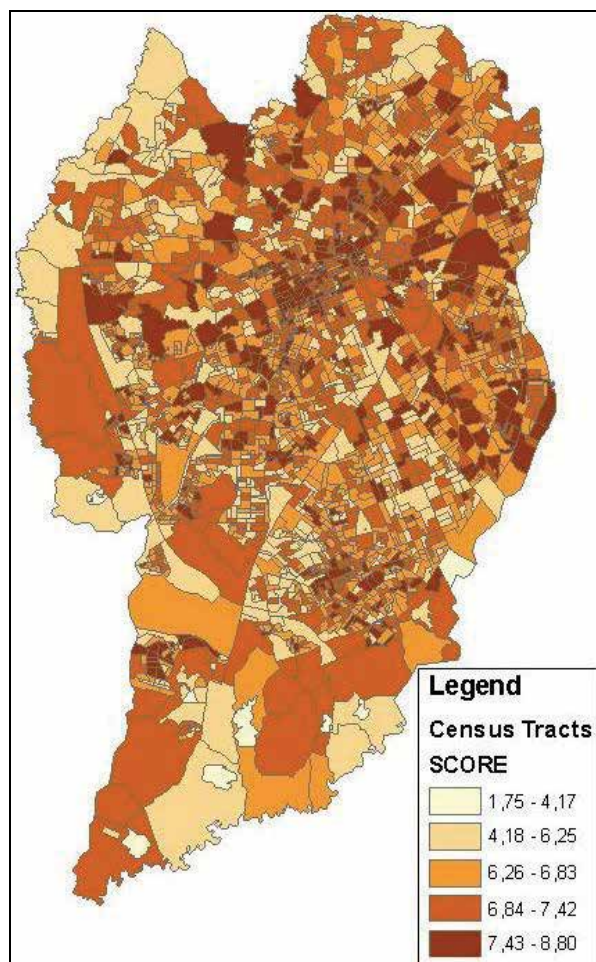 Legend
Census Tracts
SCORE
1,75 - 4,17
4,18 - 6,25
6,26 - 6,83
6,84 - 7,42
7,43 - 8,80